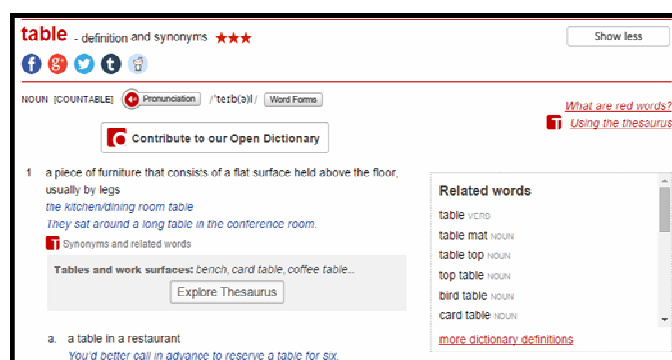 table - definition and synonyms ★★★
Show less
NOUN [COUNTABLE] Pronunciation /ˈteɪb(ə)l/ Word Forms
What are red words?
Using the thesaurus
Contribute to our Open Dictionary
1 a piece of furniture that consists of a flat surface held above the floor,
usually by legs
the kitchen/dining room table
They sat around a long table in the conference room.
T Synonyms and related words
Tables and work surfaces: bench, card table, coffee table...
Explore Thesaurus
a. a table in a restaurant
You'd better call in advance to reserve a table for six.
Related words
table VERB
table mat NOUN
table top NOUN
top table NOUN
bird table NOUN
card table NOUN
more dictionary definitions